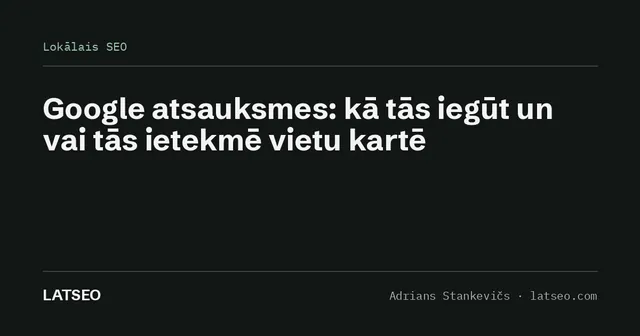 Lokālais SEO
Google atsauksmes: kā tās iegūt un
vai tās ietekmē vietu kartē
LATSEO
Adrians Stankevičs · latseo.com